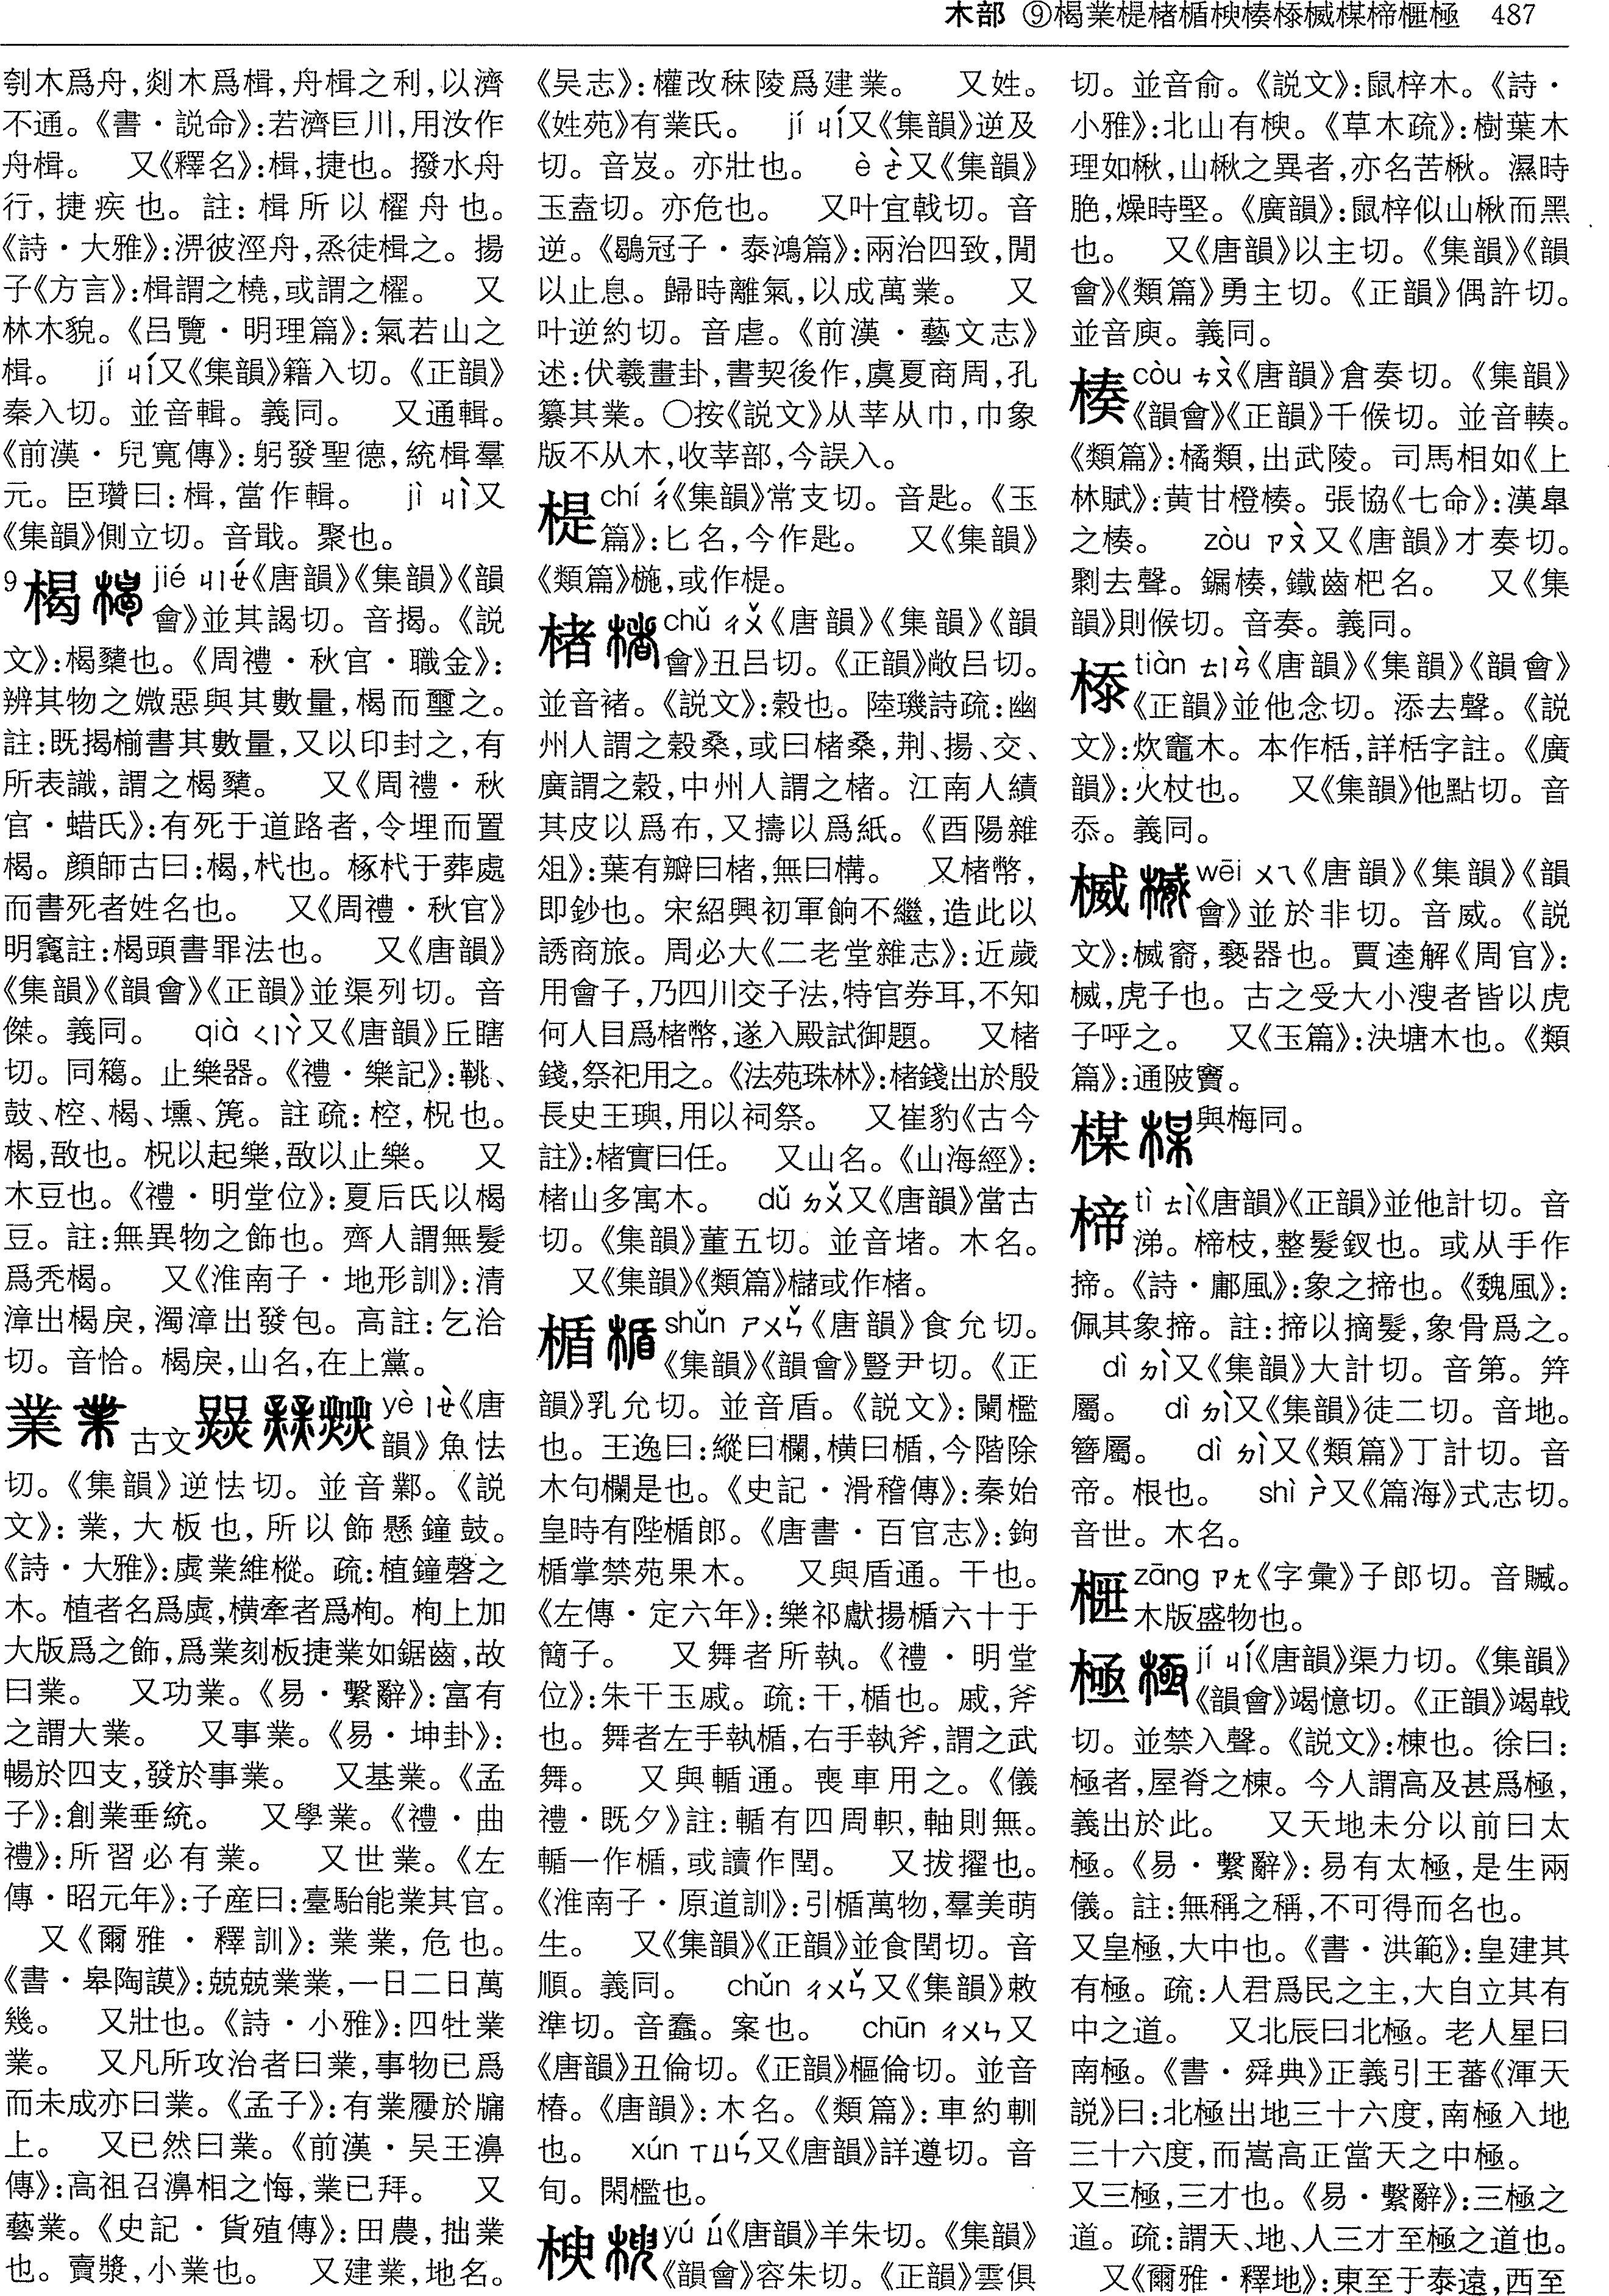 木部 ⑨楬業楻楮楯楰楱㮇楲楳楴榧極 487
刳木爲舟,剡木爲楫,舟楫之利,以濟
不通。《書・説命》:若濟巨川,用汝作
舟楫。 又《釋名》:楫,捷也。撥水舟
行,捷疾也。註:楫所以櫂舟也。
《詩・大雅》:淠彼涇舟,烝徒楫之。揚
子《方言》:楫謂之橈,或謂之櫂。 又
林木貌。《吕覽・明理篇》:氣若山之
楫。 jí ㄐㄧˊ又《集韻》籍入切。《正韻》
秦入切。並音輯。義同。 又通輯。
《前漢・兒寬傳》:躬發聖德,統楫羣
元。臣瓚曰:楫,當作輯。 jì ㄐㄧˋ又
《集韻》側立切。音戢。聚也。
9 楬 jié ㄐㄧㄝˊ《唐韻》《集韻》《韻
會》並其謁切。音揭。《説
文》:楬櫫也。《周禮・秋官・職金》:
辨其物之媺惡與其數量,楬而璽之。
註:既揭楬書其數量,又以印封之,有
所表識,謂之楬櫫。 又《周禮・秋
官・蜡氏》:有死于道路者,令埋而置
楬。顔師古曰:楬,杙也。椓杙于葬處
而書死者姓名也。 又《周禮・秋官》
明竁註:楬頭書罪法也。 又《唐韻》
《集韻》《韻會》《正韻》並渠列切。音
傑。義同。 qià ㄑㄧㄚˋ又《唐韻》丘瞎
切。同䈓。止樂器。《禮・樂記》:鞉、
鼓、椌、楬、壎、箎。註疏:椌,柷也。
楬,敔也。柷以起樂,敔以止樂。 又
木豆也。《禮・明堂位》:夏后氏以楬
豆。註:無異物之飾也。齊人謂無髮
爲秃楬。 又《淮南子・地形訓》:清
漳出楬戾,濁漳出發包。高註:乞洽
切。音恰。楬戾,山名,在上黨。
業 古文 yè ㄧㄝˋ《唐
韻》魚怯
切。《集韻》逆怯切。並音鄴。《説
文》:業,大板也,所以飾懸鐘鼓。
《詩・大雅》:虡業維樅。疏:植鐘磬之
木。植者名爲虡,横牽者爲栒。栒上加
大版爲之飾,爲業刻板捷業如鋸齒,故
曰業。 又功業。《易・繫辭》:富有
之謂大業。 又事業。《易・坤卦》:
暢於四支,發於事業。 又基業。《孟
子》:創業垂統。 又學業。《禮・曲
禮》:所習必有業。 又世業。《左
傳・昭元年》:子産曰:臺駘能業其官。
又《爾雅・釋訓》:業業,危也。
《書・皋陶謨》:兢兢業業,一日二日萬
幾。 又壯也。《詩・小雅》:四牡業
業。 又凡所攻治者曰業,事物已爲
而未成亦曰業。《孟子》:有業屨於牖
上。 又已然曰業。《前漢・吴王濞
傳》:高祖召濞相之悔,業已拜。 又
藝業。《史記・貨殖傳》:田農,拙業
也。賣漿,小業也。 又建業,地名。
《吴志》:權改秣陵爲建業。 又姓。
《姓苑》有業氏。 jí ㄐㄧˊ又《集韻》逆及
切。音岌。亦壯也。 è ㄜˋ又《集韻》
玉盍切。亦危也。 又叶宜戟切。音
逆。《鶡冠子・泰鴻篇》:兩治四致,閒
以止息。歸時離氣,以成萬業。 又
叶逆約切。音虐。《前漢・藝文志》
述:伏羲畫卦,書契後作,虞夏商周,孔
纂其業。〇按《説文》从丵从巾,巾象
版不从木,收丵部,今誤入。
㮛 chí ㄔˊ《集韻》常支切。音匙。《玉
篇》:匕名,今作匙。 又《集韻》
《類篇》椸,或作㮛。
楮 chǔ ㄔㄨˇ《唐韻》《集韻》《韻
會》丑吕切。《正韻》敞吕切。
並音褚。《説文》:穀也。陸璣詩疏:幽
州人謂之穀桑,或曰楮桑,荆、揚、交、
廣謂之穀,中州人謂之楮。江南人績
其皮以爲布,又擣以爲紙。《酉陽雜
俎》:葉有瓣曰楮,無曰構。 又楮幣,
即鈔也。宋紹興初軍餉不繼,造此以
誘商旅。周必大《二老堂雜志》:近歲
用會子,乃四川交子法,特官券耳,不知
何人目爲楮幣,遂入殿試御題。 又楮
錢,祭祀用之。《法苑珠林》:楮錢出於殷
長史王璵,用以祠祭。 又崔豹《古今
註》:楮實曰任。 又山名。《山海經》:
楮山多寓木。 dǔ ㄉㄨˇ又《唐韻》當古
切。《集韻》董五切。並音堵。木名。
又《集韻》《類篇》櫧或作楮。
楯 shǔn ㄕㄨㄣˇ《唐韻》食允切。
《集韻》《韻會》豎尹切。《正
韻》乳允切。並音盾。《説文》:闌檻
也。王逸曰:縱曰欄,横曰楯,今階除
木句欄是也。《史記・滑稽傳》:秦始
皇時有陛楯郎。《唐書・百官志》:鉤
楯掌禁苑果木。 又與盾通。干也。
《左傳・定六年》:樂祁獻揚楯六十于
簡子。 又舞者所執。《禮・明堂
位》:朱干玉戚。疏:干,楯也。戚,斧
也。舞者左手執楯,右手執斧,謂之武
舞。 又與輴通。喪車用之。《儀
禮・既夕》註:輴有四周軹,軸則無。
輴一作楯,或讀作閏。 又拔擢也。
《淮南子・原道訓》:引楯萬物,羣美萌
生。 又《集韻》《正韻》並食閏切。音
順。義同。 chǔn ㄔㄨㄣˇ又《集韻》敕
準切。音蠢。案也。 chūn ㄔㄨㄣ又
《唐韻》丑倫切。《正韻》樞倫切。並音
椿。《唐韻》:木名。《類篇》:車約𨋢
也。 xún ㄒㄩㄣˊ又《唐韻》詳遵切。音
旬。閑檻也。
楰 yú ㄩˊ《唐韻》羊朱切。《集韻》
《韻會》容朱切。《正韻》雲俱
切。並音俞。《説文》:鼠梓木。《詩・
小雅》:北山有楰。《草木疏》:樹葉木
理如楸,山楸之異者,亦名苦楸。濕時
脃,燥時堅。《廣韻》:鼠梓似山楸而黑
也。 又《唐韻》以主切。《集韻》《韻
會》《類篇》勇主切。《正韻》偶許切。
並音庾。義同。
楱 còu ㄘㄡˋ《唐韻》倉奏切。《集韻》
《韻會》《正韻》千候切。並音輳。
《類篇》:橘類,出武陵。司馬相如《上
林賦》:黄甘橙楱。張協《七命》:漢皋
之楱。 zòu ㄗㄡˋ又《唐韻》才奏切。
剽去聲。鏂楱,鐵齒杷名。 又《集
韻》則候切。音奏。義同。
㮇 tiàn ㄊㄧㄢˋ《唐韻》《集韻》《韻會》
《正韻》並他念切。添去聲。《説
文》:炊竈木。本作栝,詳栝字註。《廣
韻》:火杖也。 又《集韻》他點切。音
忝。義同。
楲 wēi ㄨㄟ《唐韻》《集韻》《韻
會》並於非切。音威。《説
文》:楲窬,褻器也。賈逵解《周官》:
楲,虎子也。古之受大小溲者皆以虎
子呼之。 又《玉篇》:決塘木也。《類
篇》:通陂竇。
楳 與梅同。
楴 tì ㄊㄧˋ《唐韻》《正韻》並他計切。音
涕。楴枝,整髮釵也。或从手作
揥。《詩・鄘風》:象之揥也。《魏風》:
佩其象揥。註:揥以摘髮,象骨爲之。
dì ㄉㄧˋ又《集韻》大計切。音第。笄
屬。 dì ㄉㄧˋ又《集韻》徒二切。音地。
簪屬。 dì ㄉㄧˋ又《類篇》丁計切。音
帝。根也。 shì ㄕˋ又《篇海》式志切。
音世。木名。
zāng ㄗㄤ《字彙》子郎切。音贓。
木版盛物也。
極 jí ㄐㄧˊ《唐韻》渠力切。《集韻》
《韻會》竭憶切。《正韻》竭戟
切。並禁入聲。《説文》:棟也。徐曰:
極者,屋脊之棟。今人謂高及甚爲極,
義出於此。 又天地未分以前曰太
極。《易・繫辭》:易有太極,是生兩
儀。註:無稱之稱,不可得而名也。
又皇極,大中也。《書・洪範》:皇建其
有極。疏:人君爲民之主,大自立其有
中之道。 又北辰曰北極。老人星曰
南極。《書・舜典》正義引王蕃《渾天
説》曰:北極出地三十六度,南極入地
三十六度,而嵩高正當天之中極。
又三極,三才也。《易・繫辭》:三極之
道。疏:謂天、地、人三才至極之道也。
又《爾雅・釋地》:東至于泰遠,西至